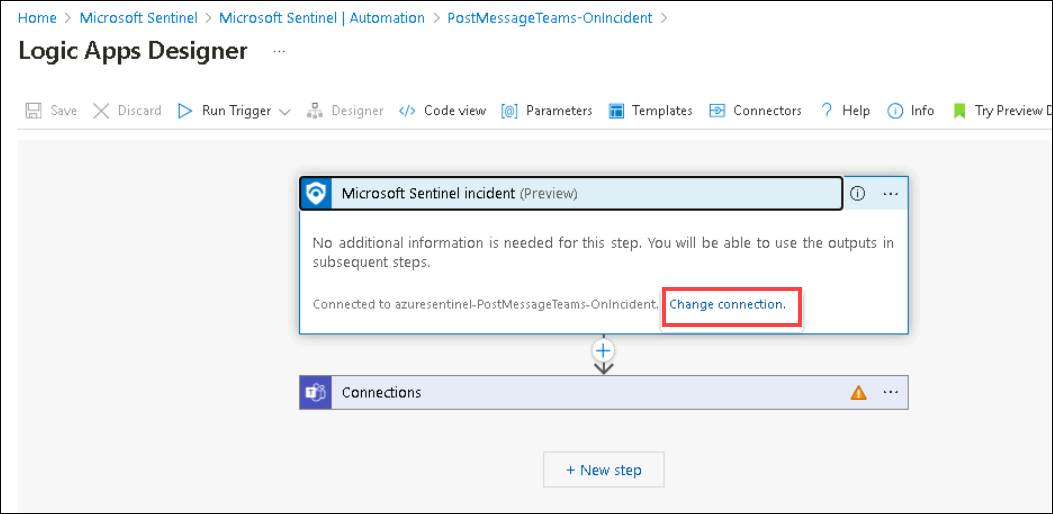 Home > Microsoft Sentinel > Microsoft Sentinel | Automation > PostMessageTeams-OnIncident >
Logic Apps Designer ...
Save Discard Run Trigger Designer </> Code view [@] Parameters Templates Connectors ? Help Info Try Preview D
Microsoft Sentinel incident (Preview)
No additional information is needed for this step. You will be able to use the outputs in
subsequent steps.
Connected to azuresentinel-PostMessageTeams-OnIncident. Change connection.
Connections
+ New step